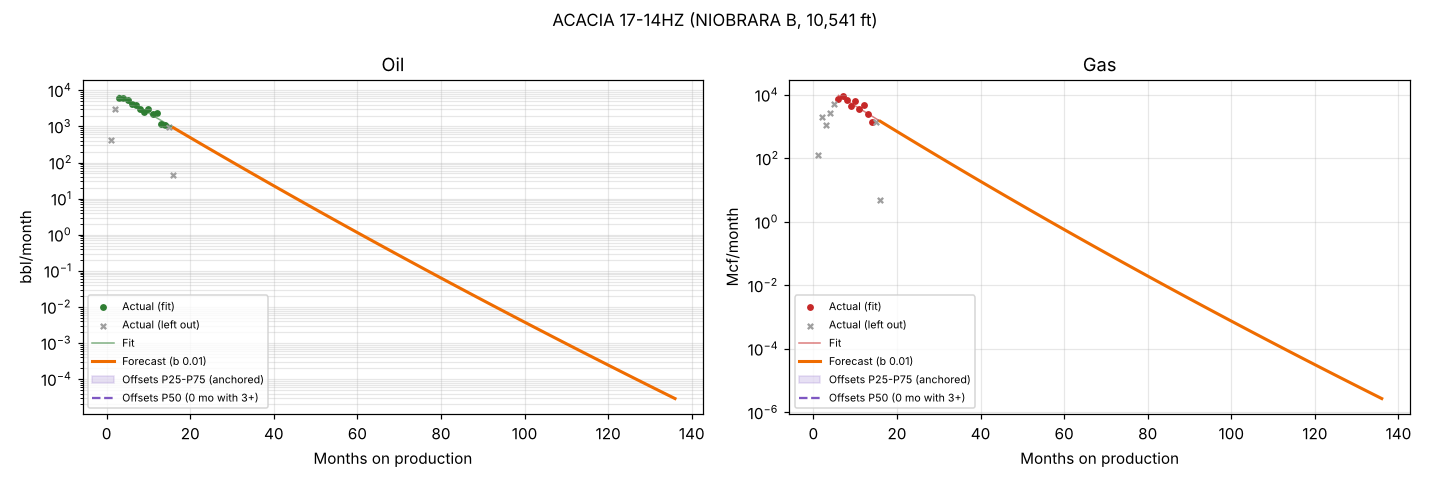 ACACIA 17-14HZ (NIOBRARA B, 10,541 ft)
Oil
bbl/month
10^4
10^3
10^2
10^1
10^0
10^−1
10^−2
10^−3
10^−4
Actual (fit)
Actual (left out)
Fit
Forecast (b 0.01)
Offsets P25-P75 (anchored)
Offsets P50 (0 mo with 3+)
0 20 40 60 80 100 120 140
Months on production
Gas
Mcf/month
10^4
10^2
10^0
10^−2
10^−4
10^−6
Actual (fit)
Actual (left out)
Fit
Forecast (b 0.01)
Offsets P25-P75 (anchored)
Offsets P50 (0 mo with 3+)
0 20 40 60 80 100 120 140
Months on production